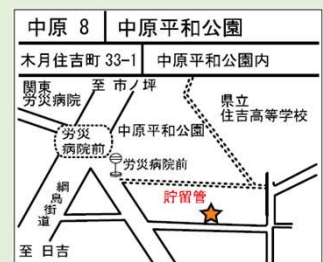 中原 8 中原平和公園
木月住吉町 33-1 中原平和公園内
関東
労災病院
至 市ノ坪
県立
住吉高等学校
労災
病院前
中原平和公園
労災病院前
綱島
街道
貯留管
至 日吉